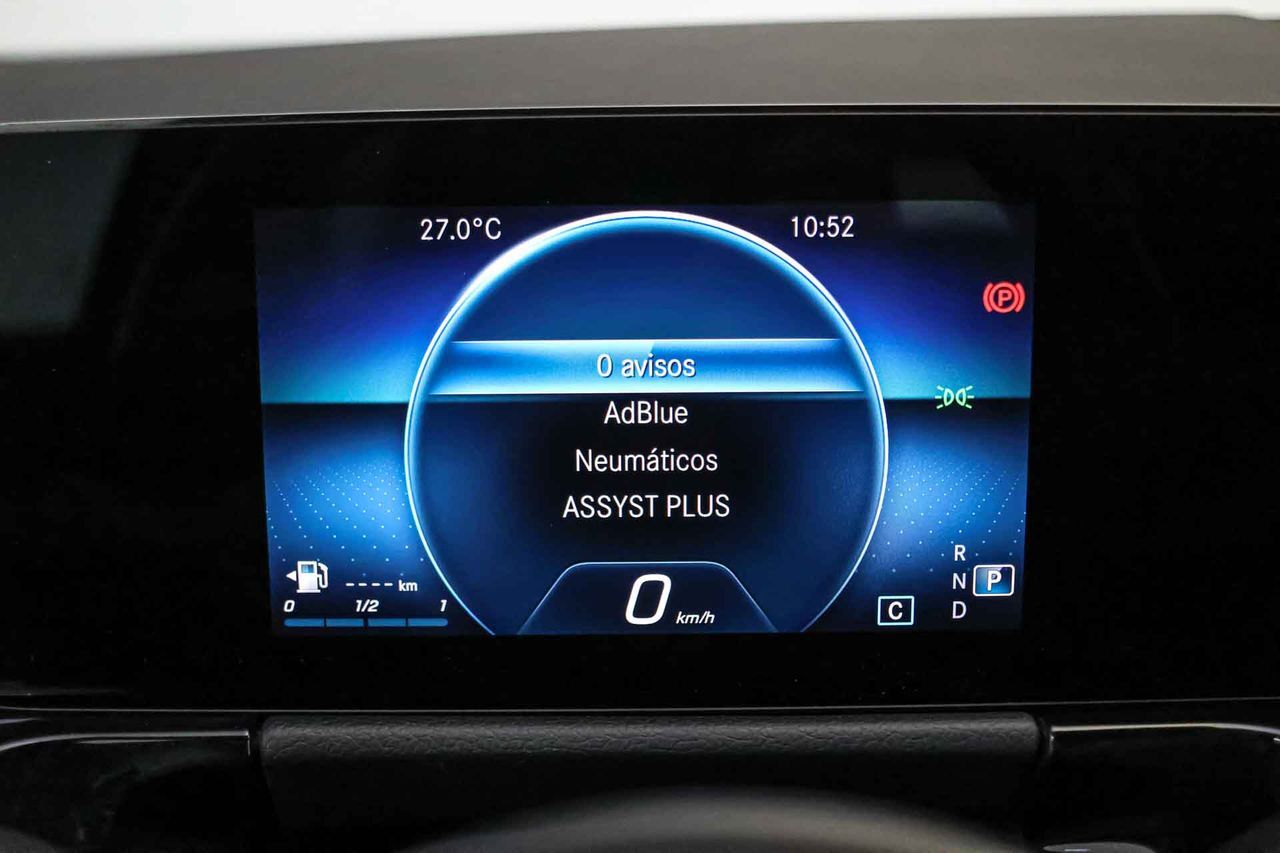 27.0°C
10:52
P
0 avisos
AdBlue
Neumáticos
ASSYST PLUS
---- km
0 1/2 1
0 km/h
C
R
N P
D